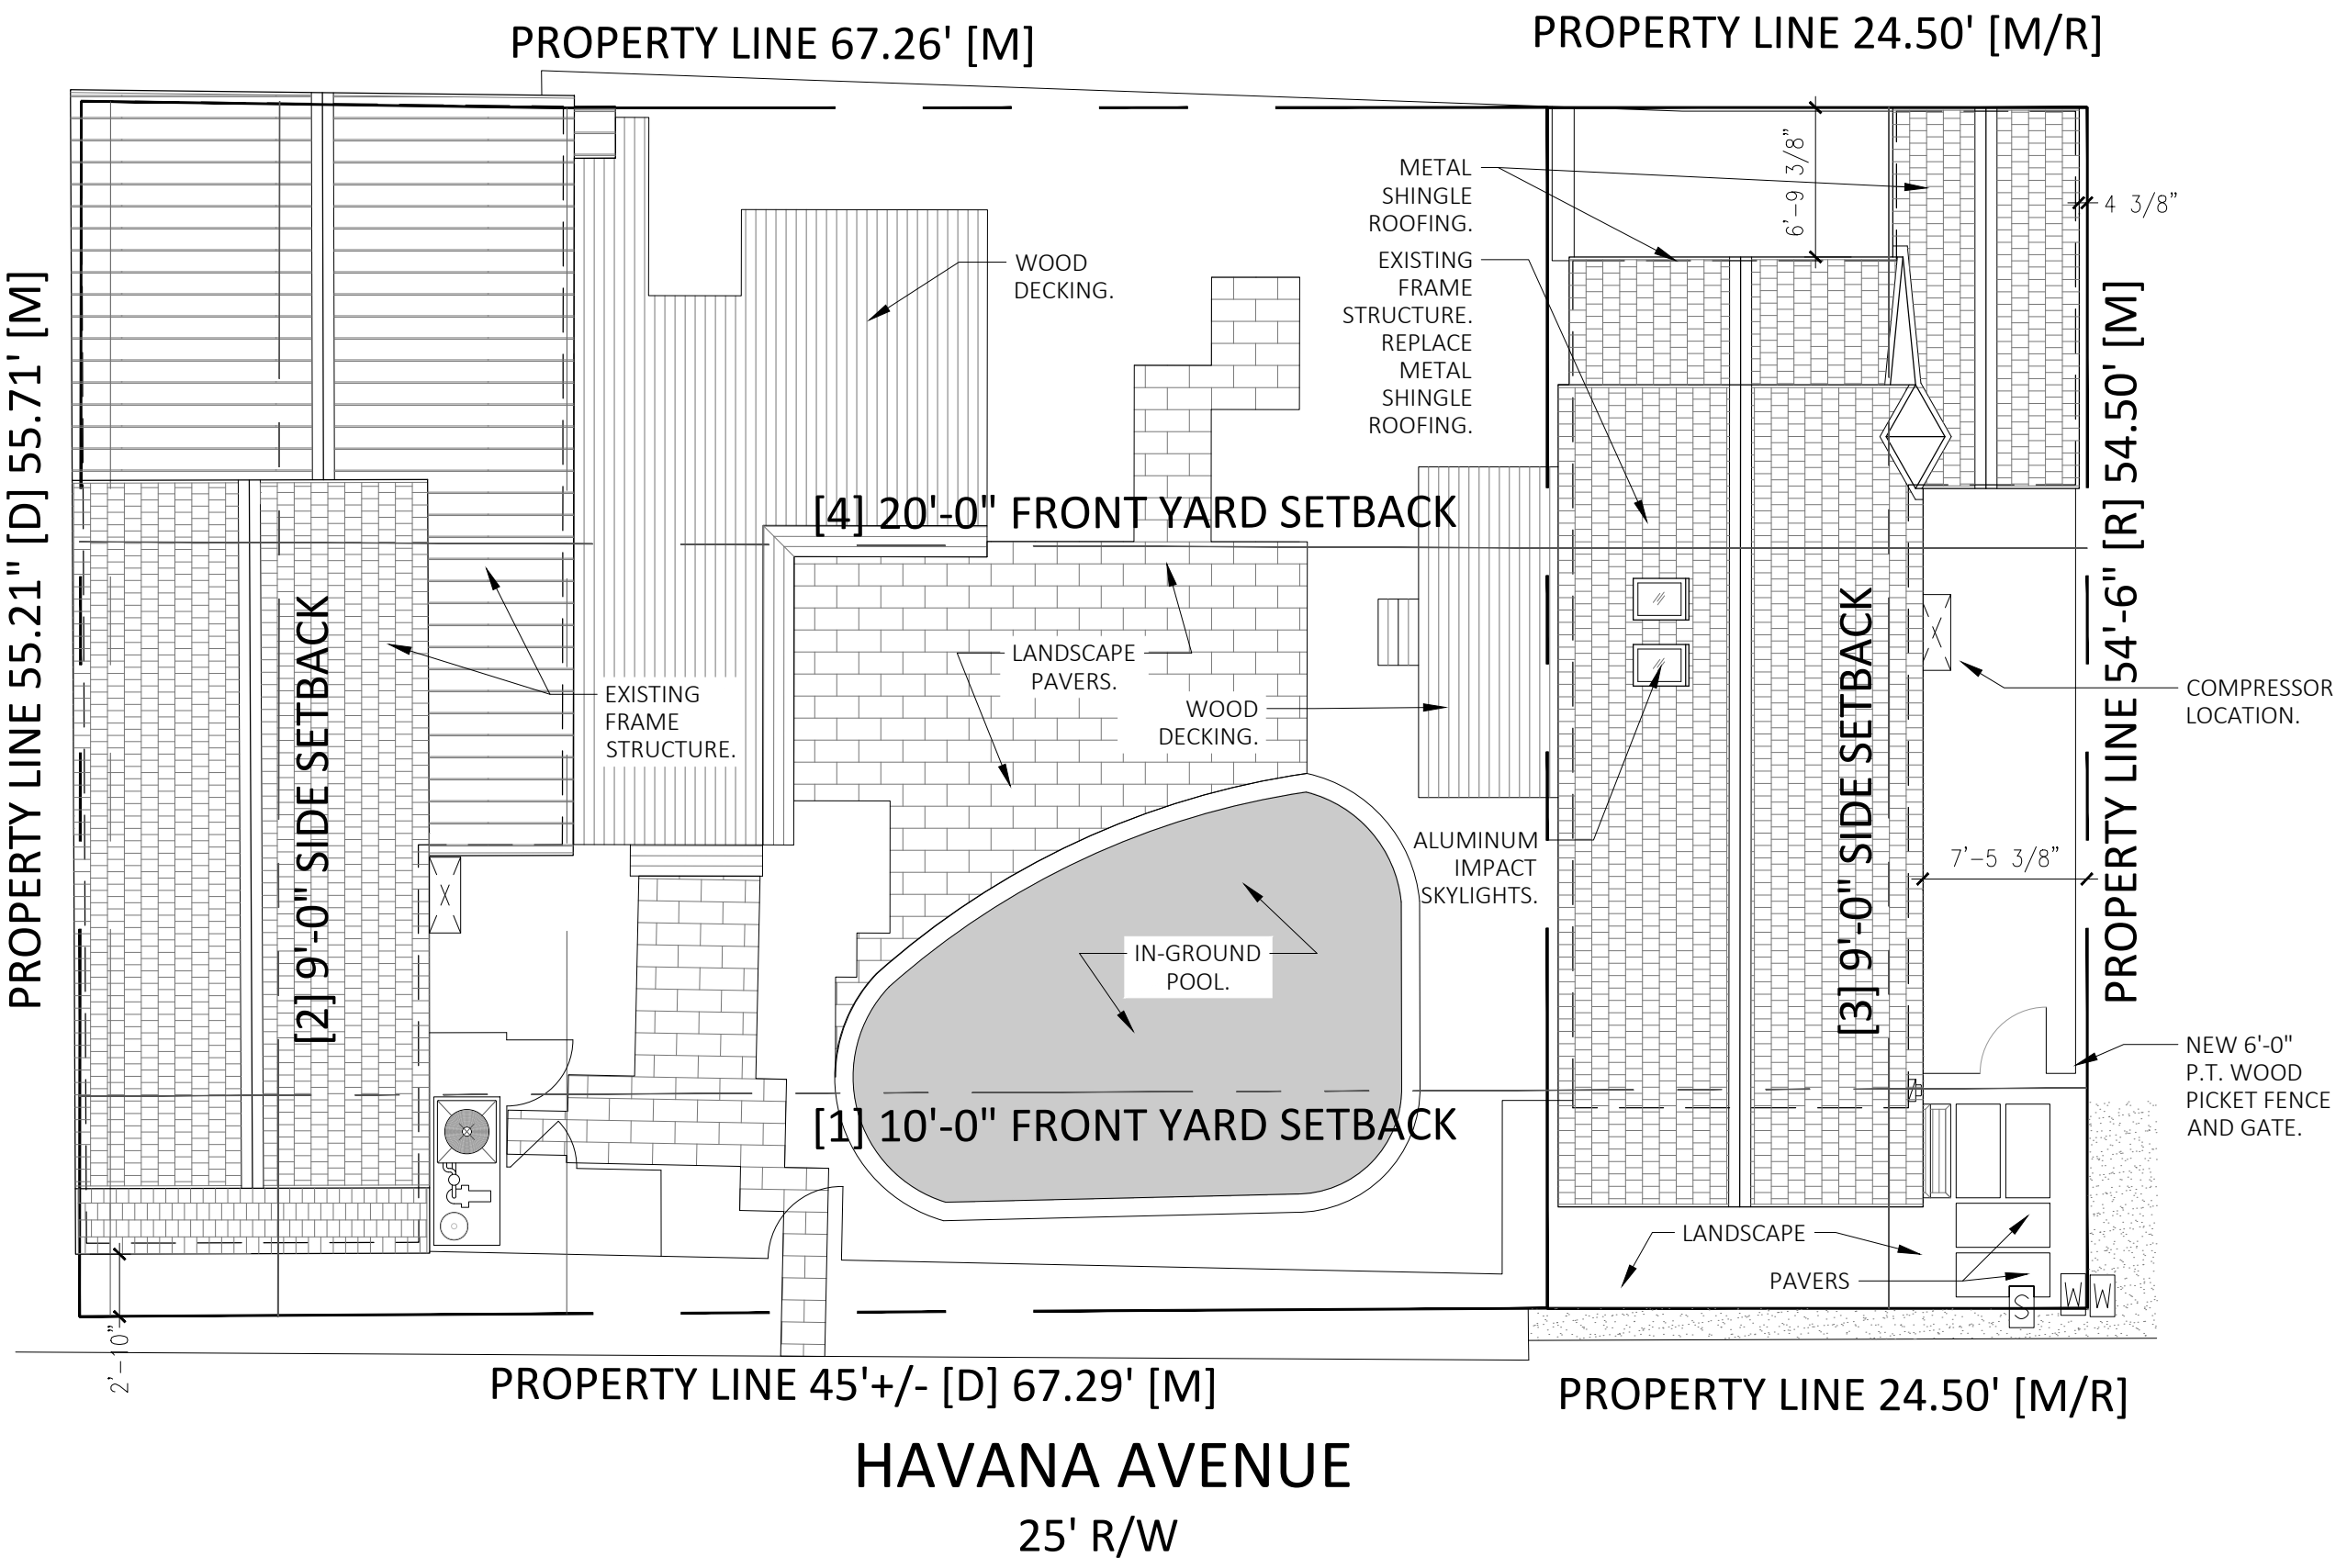 PROPERTY LINE 67.26' [M]
PROPERTY LINE 24.50' [M/R]
METAL
SHINGLE
ROOFING.
6'-9 3/8"
4 3/8"
EXISTING
FRAME
STRUCTURE.
REPLACE
METAL
SHINGLE
ROOFING.
WOOD
DECKING.
PROPERTY LINE 55.21" [D] 55.71' [M]
PROPERTY LINE 54'-6" [R] 54.50' [M]
[4] 20'-0" FRONT YARD SETBACK
[2] 9'-0" SIDE SETBACK
[3] 9'-0" SIDE SETBACK
LANDSCAPE
PAVERS.
EXISTING
FRAME
STRUCTURE.
WOOD
DECKING.
COMPRESSOR
LOCATION.
ALUMINUM
IMPACT
SKYLIGHTS.
7'-5 3/8"
IN-GROUND
POOL.
NEW 6'-0"
P.T. WOOD
PICKET FENCE
AND GATE.
[1] 10'-0" FRONT YARD SETBACK
LANDSCAPE
PAVERS
S
W
W
2'-10"
PROPERTY LINE 45'+/- [D] 67.29' [M]
PROPERTY LINE 24.50' [M/R]
HAVANA AVENUE
25' R/W